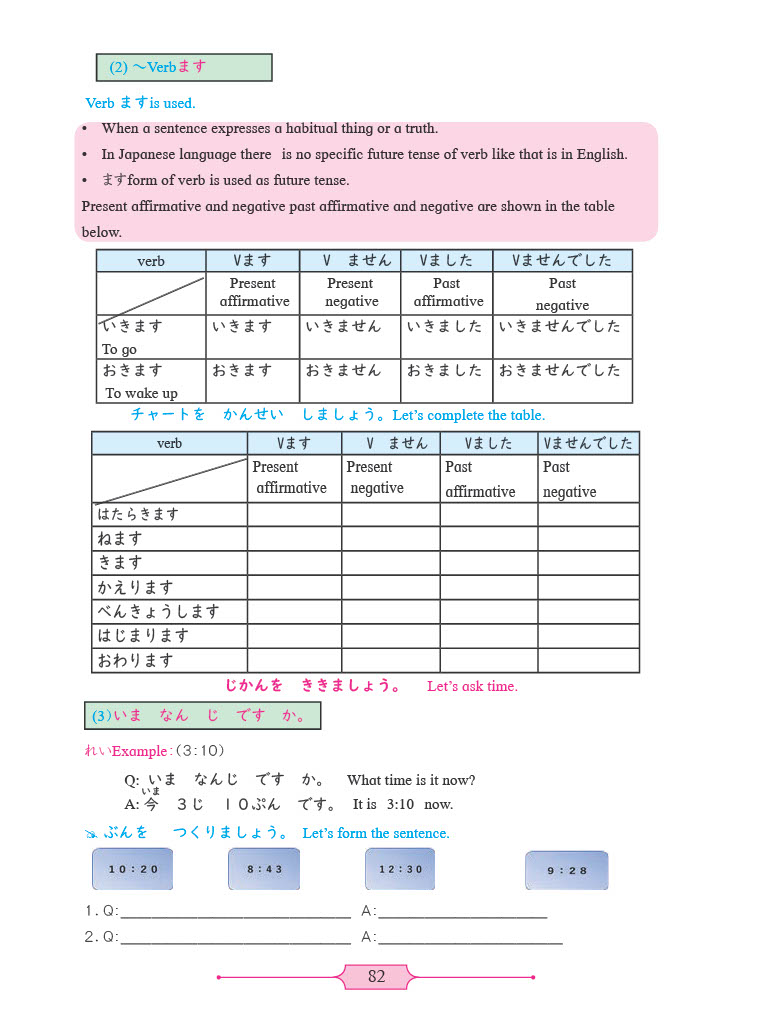 (2) ～Verbます
Verb ます is used.
• When a sentence expresses a habitual thing or a truth.
• In Japanese language there is no specific future tense of verb like that is in English.
• ますform of verb is used as future tense.
Present affirmative and negative past affirmative and negative are shown in the table
below.
verb Vます V ません Vました Vませんでした
Present affirmative Present negative Past affirmative Past negative
いきます To go いきます いきません いきました いきませんでした
おきます To wake up おきます おきません おきました おきませんでした
チャートを かんせい しましょう。Let's complete the table.
verb Vます V ません Vました Vませんでした
Present affirmative Present negative Past affirmative Past negative
はたらきます
ねます
きます
かえります
べんきょうします
はじまります
おわります
じかんを ききましょう。 Let's ask time.
(3)いま なん じ です か。
れいExample:(3:10)
Q: いま なんじ です か。 What time is it now?
いま
A: 今 3じ 10ぷん です。 It is 3:10 now.
ぶんを つくりましょう。 Let's form the sentence.
10:20 8:43 12:30 9:28
1. Q:______________________________ A:______________________
2. Q:______________________________ A:________________________
82